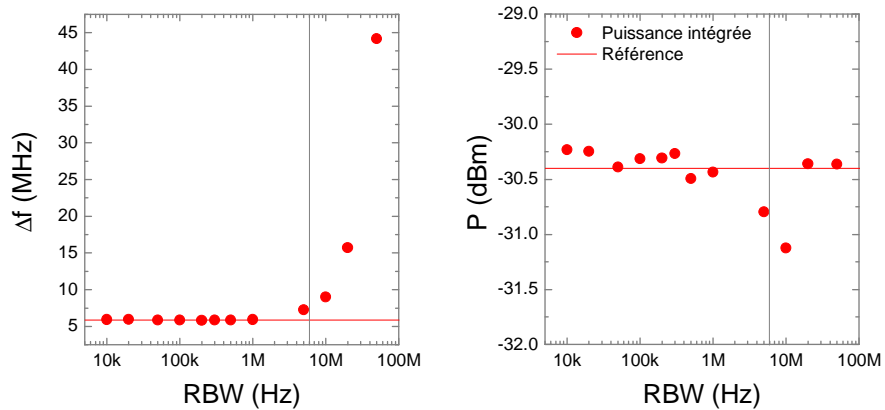 Δf (MHz)
45
40
35
30
25
20
15
10
5
10k
100k
1M
10M
100M
RBW (Hz)
P (dBm)
-29.0
-29.5
-30.0
-30.5
-31.0
-31.5
-32.0
Puissance intégrée
Référence
10k
100k
1M
10M
100M
RBW (Hz)